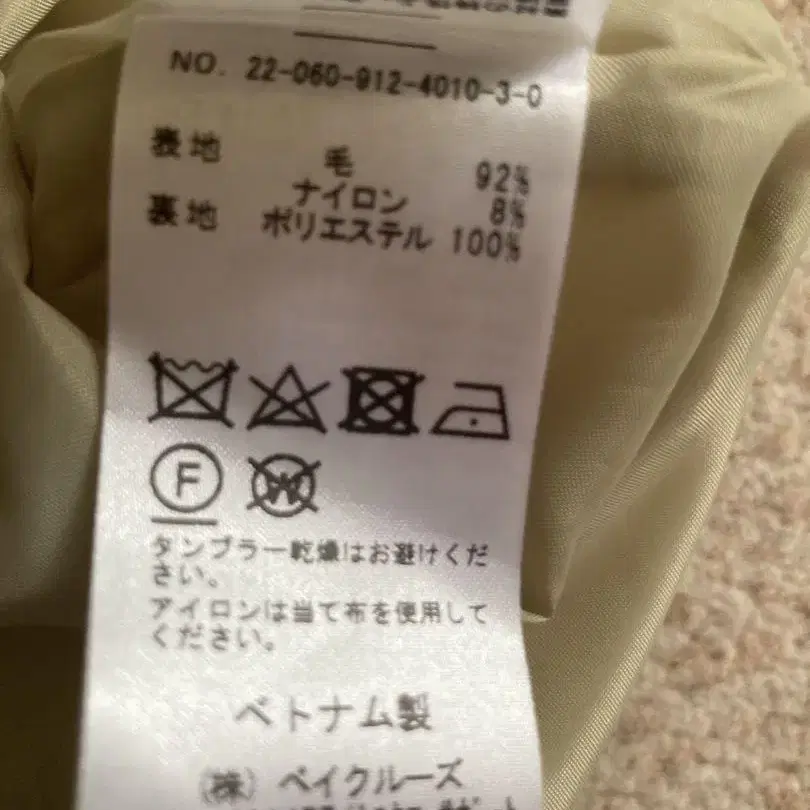 NO. 22-060-912-4010-3-0
表地 毛 92%
ナイロン 8%
裏地 ポリエステル 100%
F
W
タンブラー乾燥はお避けくだ
さい。
アイロンは当て布を使用して
ください。
ベトナム製
(株) ベイクルーズ